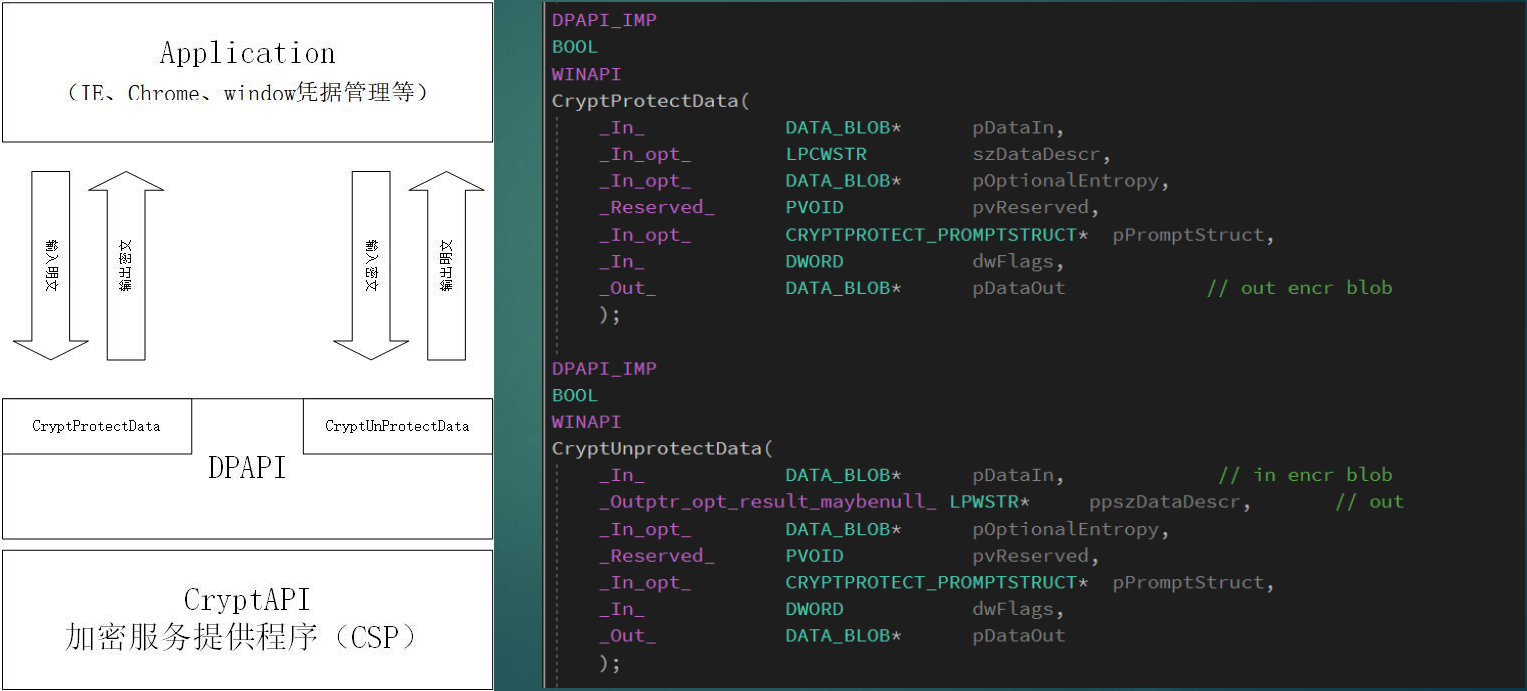 Application
（IE、Chrome、window凭据管理等）
输入明文
输出密文
输入密文
输出明文
CryptProtectData
CryptUnProtectData
DPAPI
CryptAPI
加密服务提供程序（CSP）
DPAPI_IMP
BOOL
WINAPI
CryptProtectData(
_In_ DATA_BLOB* pDataIn,
_In_opt_ LPCWSTR szDataDescr,
_In_opt_ DATA_BLOB* pOptionalEntropy,
_Reserved_ PVOID pvReserved,
_In_opt_ CRYPTPROTECT_PROMPTSTRUCT* pPromptStruct,
_In_ DWORD dwFlags,
_Out_ DATA_BLOB* pDataOut // out encr blob
);
DPAPI_IMP
BOOL
WINAPI
CryptUnprotectData(
_In_ DATA_BLOB* pDataIn, // in encr blob
_Outptr_opt_result_maybenull_ LPWSTR* ppszDataDescr, // out
_In_opt_ DATA_BLOB* pOptionalEntropy,
_Reserved_ PVOID pvReserved,
_In_opt_ CRYPTPROTECT_PROMPTSTRUCT* pPromptStruct,
_In_ DWORD dwFlags,
_Out_ DATA_BLOB* pDataOut
);